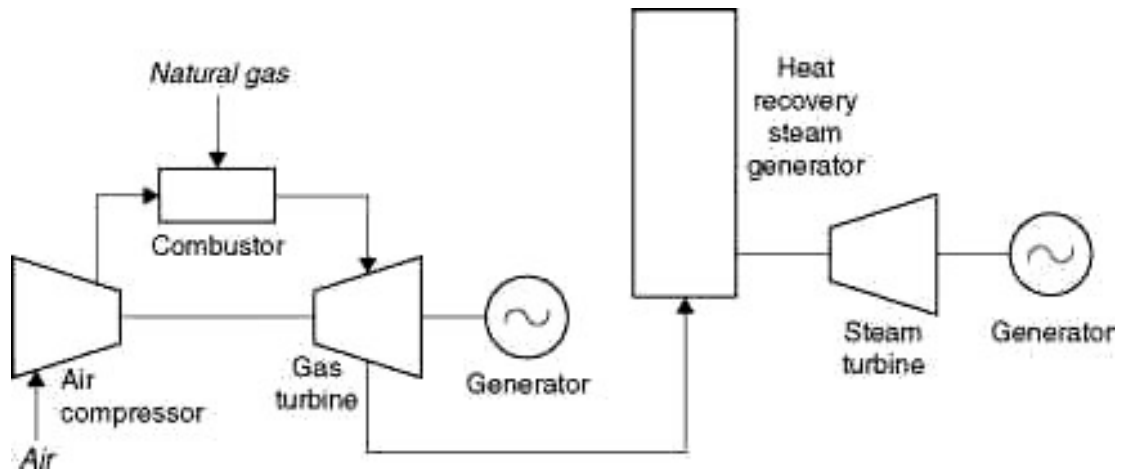 Natural gas
Combustor
Air
compressor
Air
Gas
turbine
Generator
Heat
recovery
steam
generator
Steam
turbine
Generator